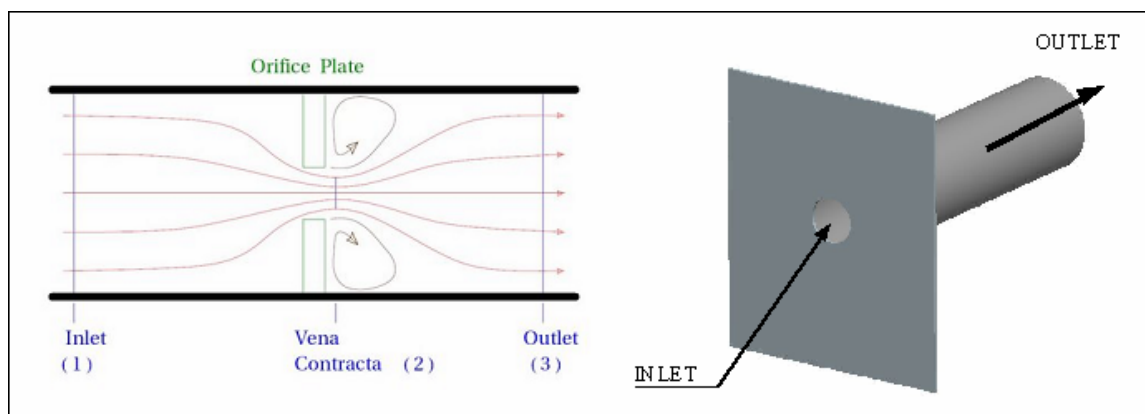 Orifice Plate
Inlet
(1)
Vena
Contracta (2)
Outlet
(3)
OUTLET
INLET